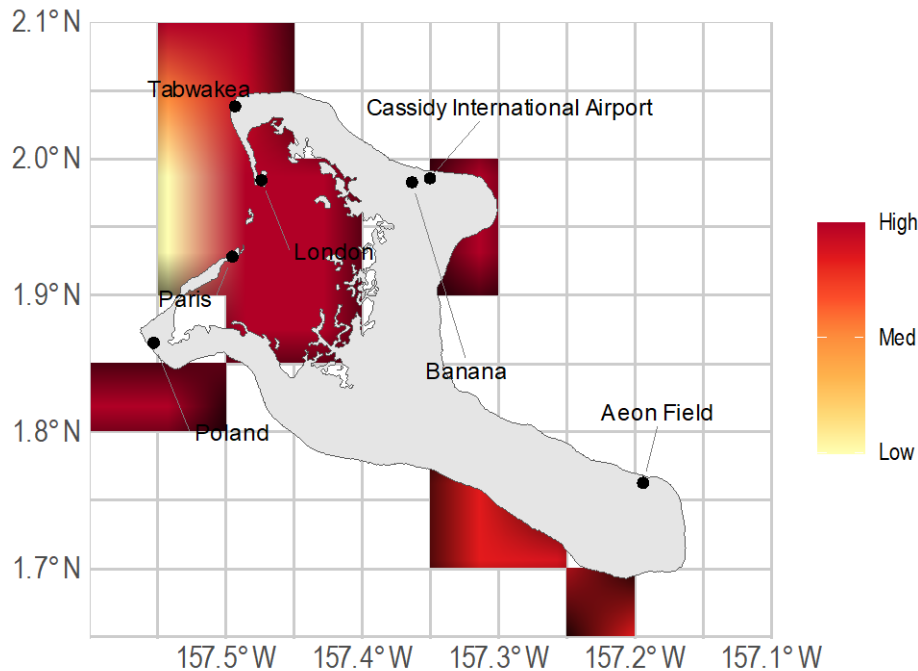 2.1°N
Tabwakea
Cassidy International Airport
2.0°N
High
London
Paris
1.9°N
Med
Banana
Aeon Field
1.8°N
Poland
Low
1.7°N
157.5°W 157.4°W 157.3°W 157.2°W 157.1°W